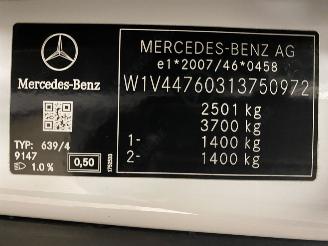 MERCEDES-BENZ AG
e1*2007/46*0458
Mercedes-Benz
W1V44760313750972
2501 kg
3700 kg
1- 1400 kg
2- 1400 kg
TYP: 639/4
9147
1.0 %
0,50